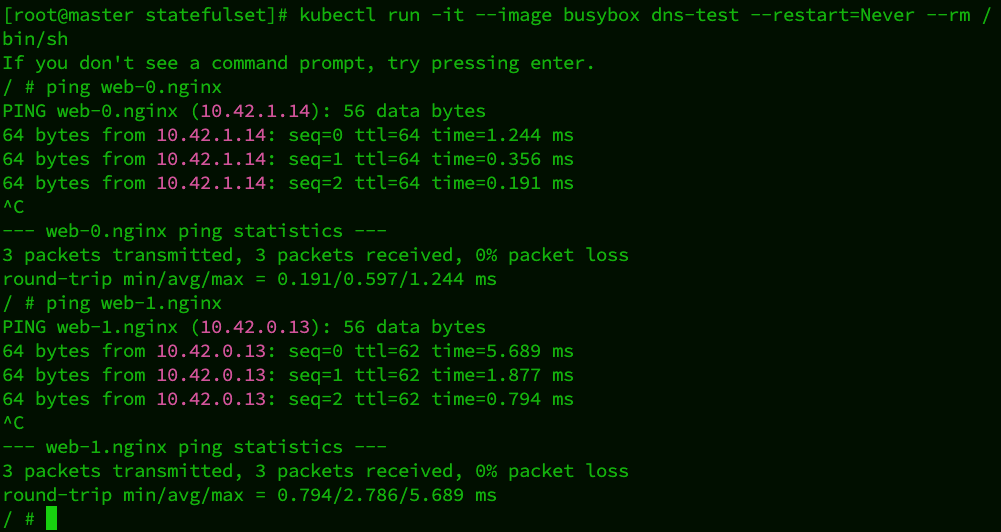 [root@master statefulset]# kubectl run -it --image busybox dns-test --restart=Never --rm /
bin/sh
If you don't see a command prompt, try pressing enter.
/ # ping web-0.nginx
PING web-0.nginx (10.42.1.14): 56 data bytes
64 bytes from 10.42.1.14: seq=0 ttl=64 time=1.244 ms
64 bytes from 10.42.1.14: seq=1 ttl=64 time=0.356 ms
64 bytes from 10.42.1.14: seq=2 ttl=64 time=0.191 ms
^C
--- web-0.nginx ping statistics ---
3 packets transmitted, 3 packets received, 0% packet loss
round-trip min/avg/max = 0.191/0.597/1.244 ms
/ # ping web-1.nginx
PING web-1.nginx (10.42.0.13): 56 data bytes
64 bytes from 10.42.0.13: seq=0 ttl=62 time=5.689 ms
64 bytes from 10.42.0.13: seq=1 ttl=62 time=1.877 ms
64 bytes from 10.42.0.13: seq=2 ttl=62 time=0.794 ms
^C
--- web-1.nginx ping statistics ---
3 packets transmitted, 3 packets received, 0% packet loss
round-trip min/avg/max = 0.794/2.786/5.689 ms
/ #